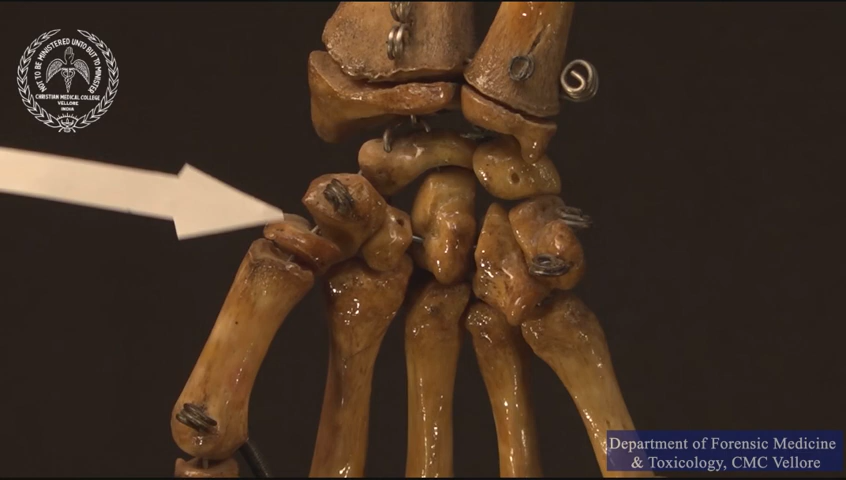 NOT TO BE MINISTERED UNTO BUT TO MINISTER
CHRISTIAN MEDICAL COLLEGE
VELLORE
INDIA
Department of Forensic Medicine
& Toxicology, CMC Vellore